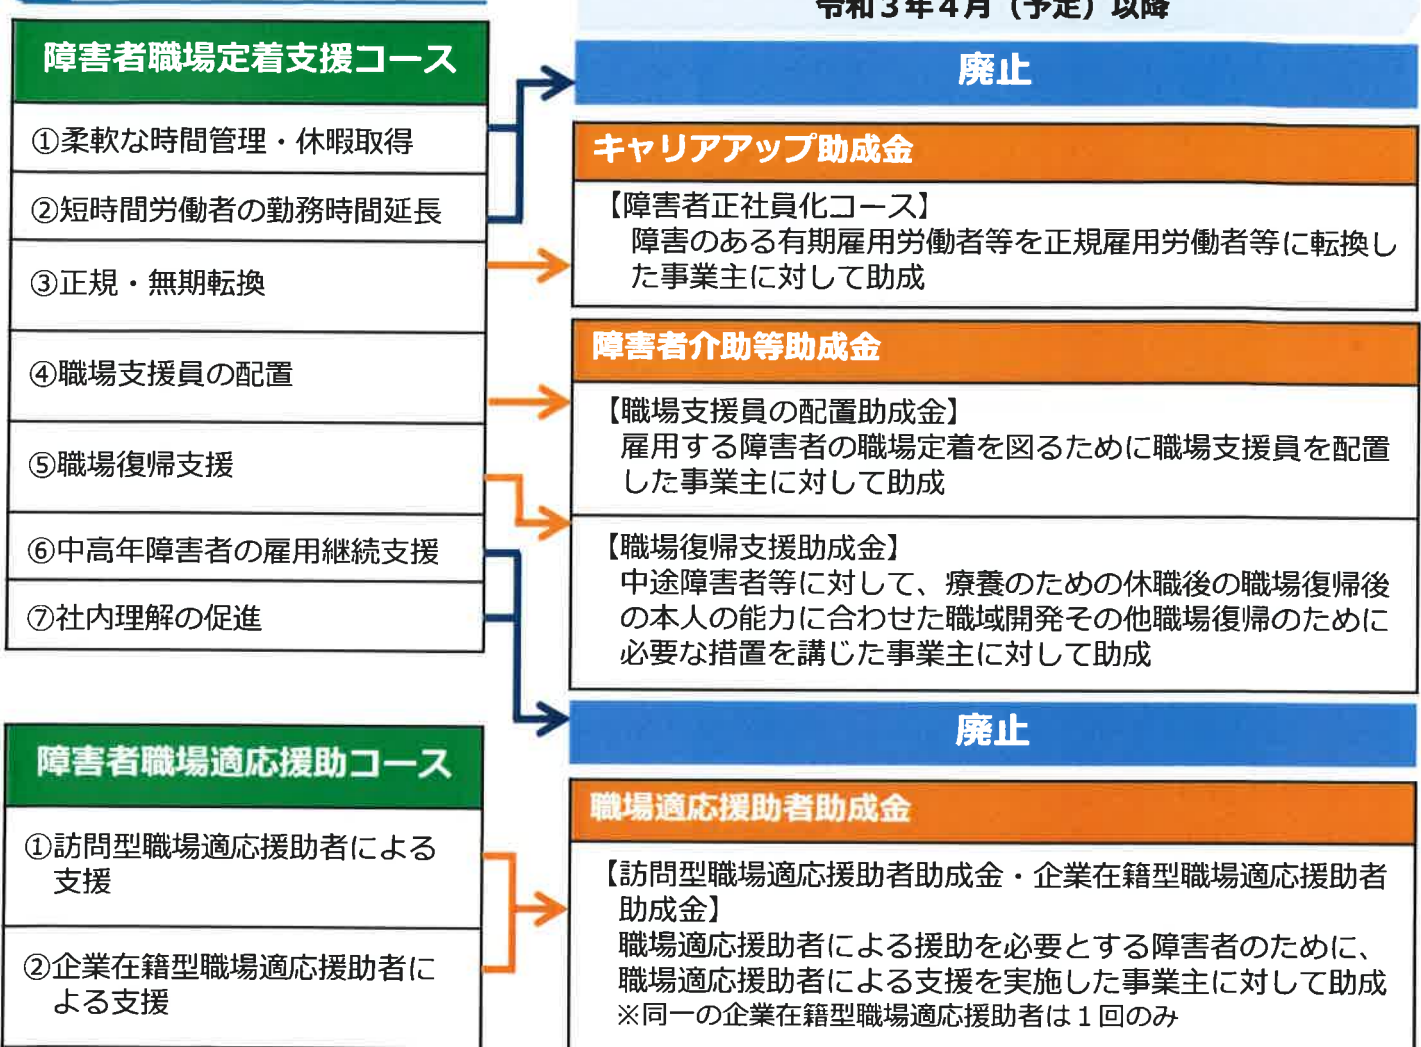 令和３年４月（予定）以降
障害者職場定着支援コース
①柔軟な時間管理・休暇取得
②短時間労働者の勤務時間延長
③正規・無期転換
④職場支援員の配置
⑤職場復帰支援
⑥中高年障害者の雇用継続支援
⑦社内理解の促進
廃止
キャリアアップ助成金
【障害者正社員化コース】
障害のある有期雇用労働者等を正規雇用労働者等に転換し
た事業主に対して助成
障害者介助等助成金
【職場支援員の配置助成金】
雇用する障害者の職場定着を図るために職場支援員を配置
した事業主に対して助成
【職場復帰支援助成金】
中途障害者等に対して、療養のための休職後の職場復帰後
の本人の能力に合わせた職域開発その他職場復帰のために
必要な措置を講じた事業主に対して助成
廃止
障害者職場適応援助コース
①訪問型職場適応援助者による
支援
②企業在籍型職場適応援助者に
よる支援
職場適応援助者助成金
【訪問型職場適応援助者助成金・企業在籍型職場適応援助者
助成金】
職場適応援助者による援助を必要とする障害者のために、
職場適応援助者による支援を実施した事業主に対して助成
※同一の企業在籍型職場適応援助者は１回のみ